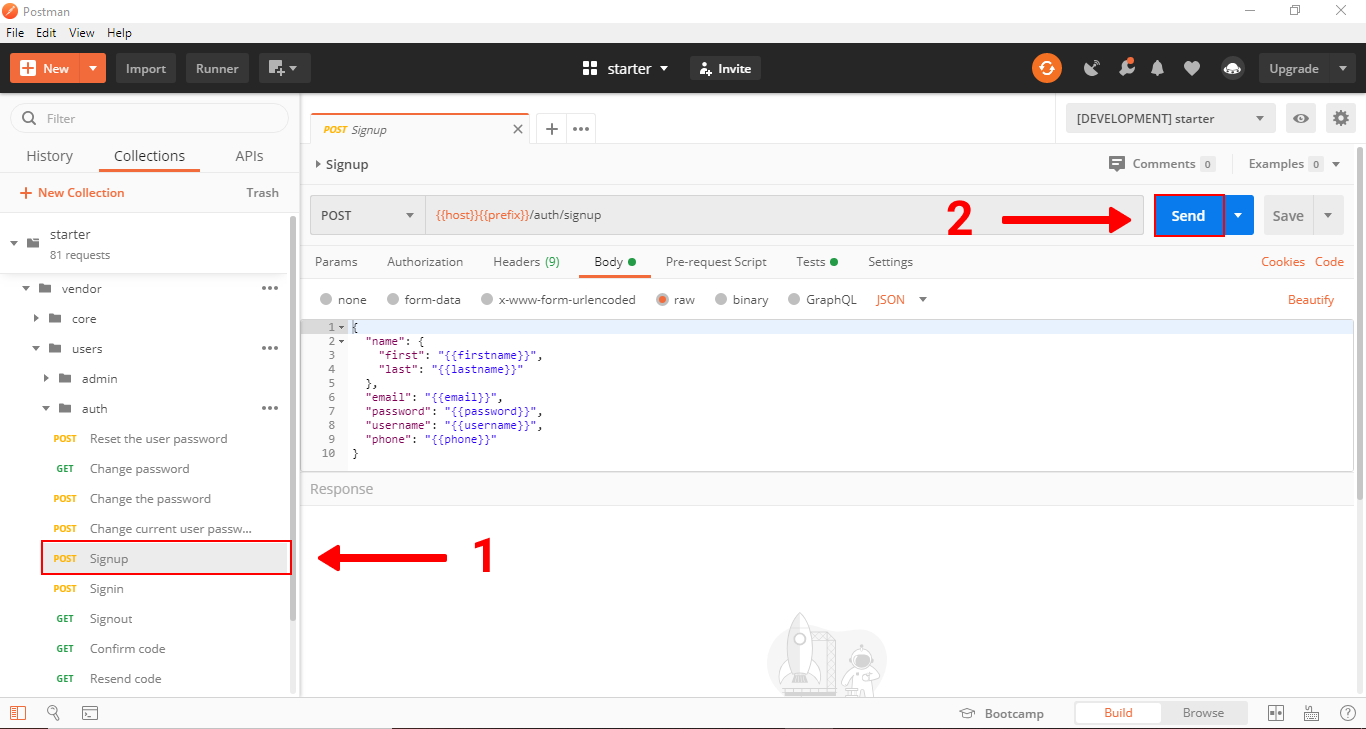 Postman
File Edit View Help
New Import Runner starter Invite Upgrade
Filter
History Collections APIs
New Collection Trash
starter
81 requests
vendor
core
users
admin
auth
POST Reset the user password
GET Change password
POST Change the password
POST Change current user passw...
POST Signup
POST Signin
GET Signout
GET Confirm code
GET Resend code
POST Signup
[DEVELOPMENT] starter
Signup Comments 0 Examples 0
POST {{host}}{{prefix}}/auth/signup 2 Send Save
Params Authorization Headers (9) Body Pre-request Script Tests Settings Cookies Code
none form-data x-www-form-urlencoded raw binary GraphQL JSON Beautify
1 {
2 "name": {
3 "first": "{{firstname}}",
4 "last": "{{lastname}}"
5 },
6 "email": "{{email}}",
7 "password": "{{password}}",
8 "username": "{{username}}",
9 "phone": "{{phone}}"
10 }
Response
1
Bootcamp Build Browse